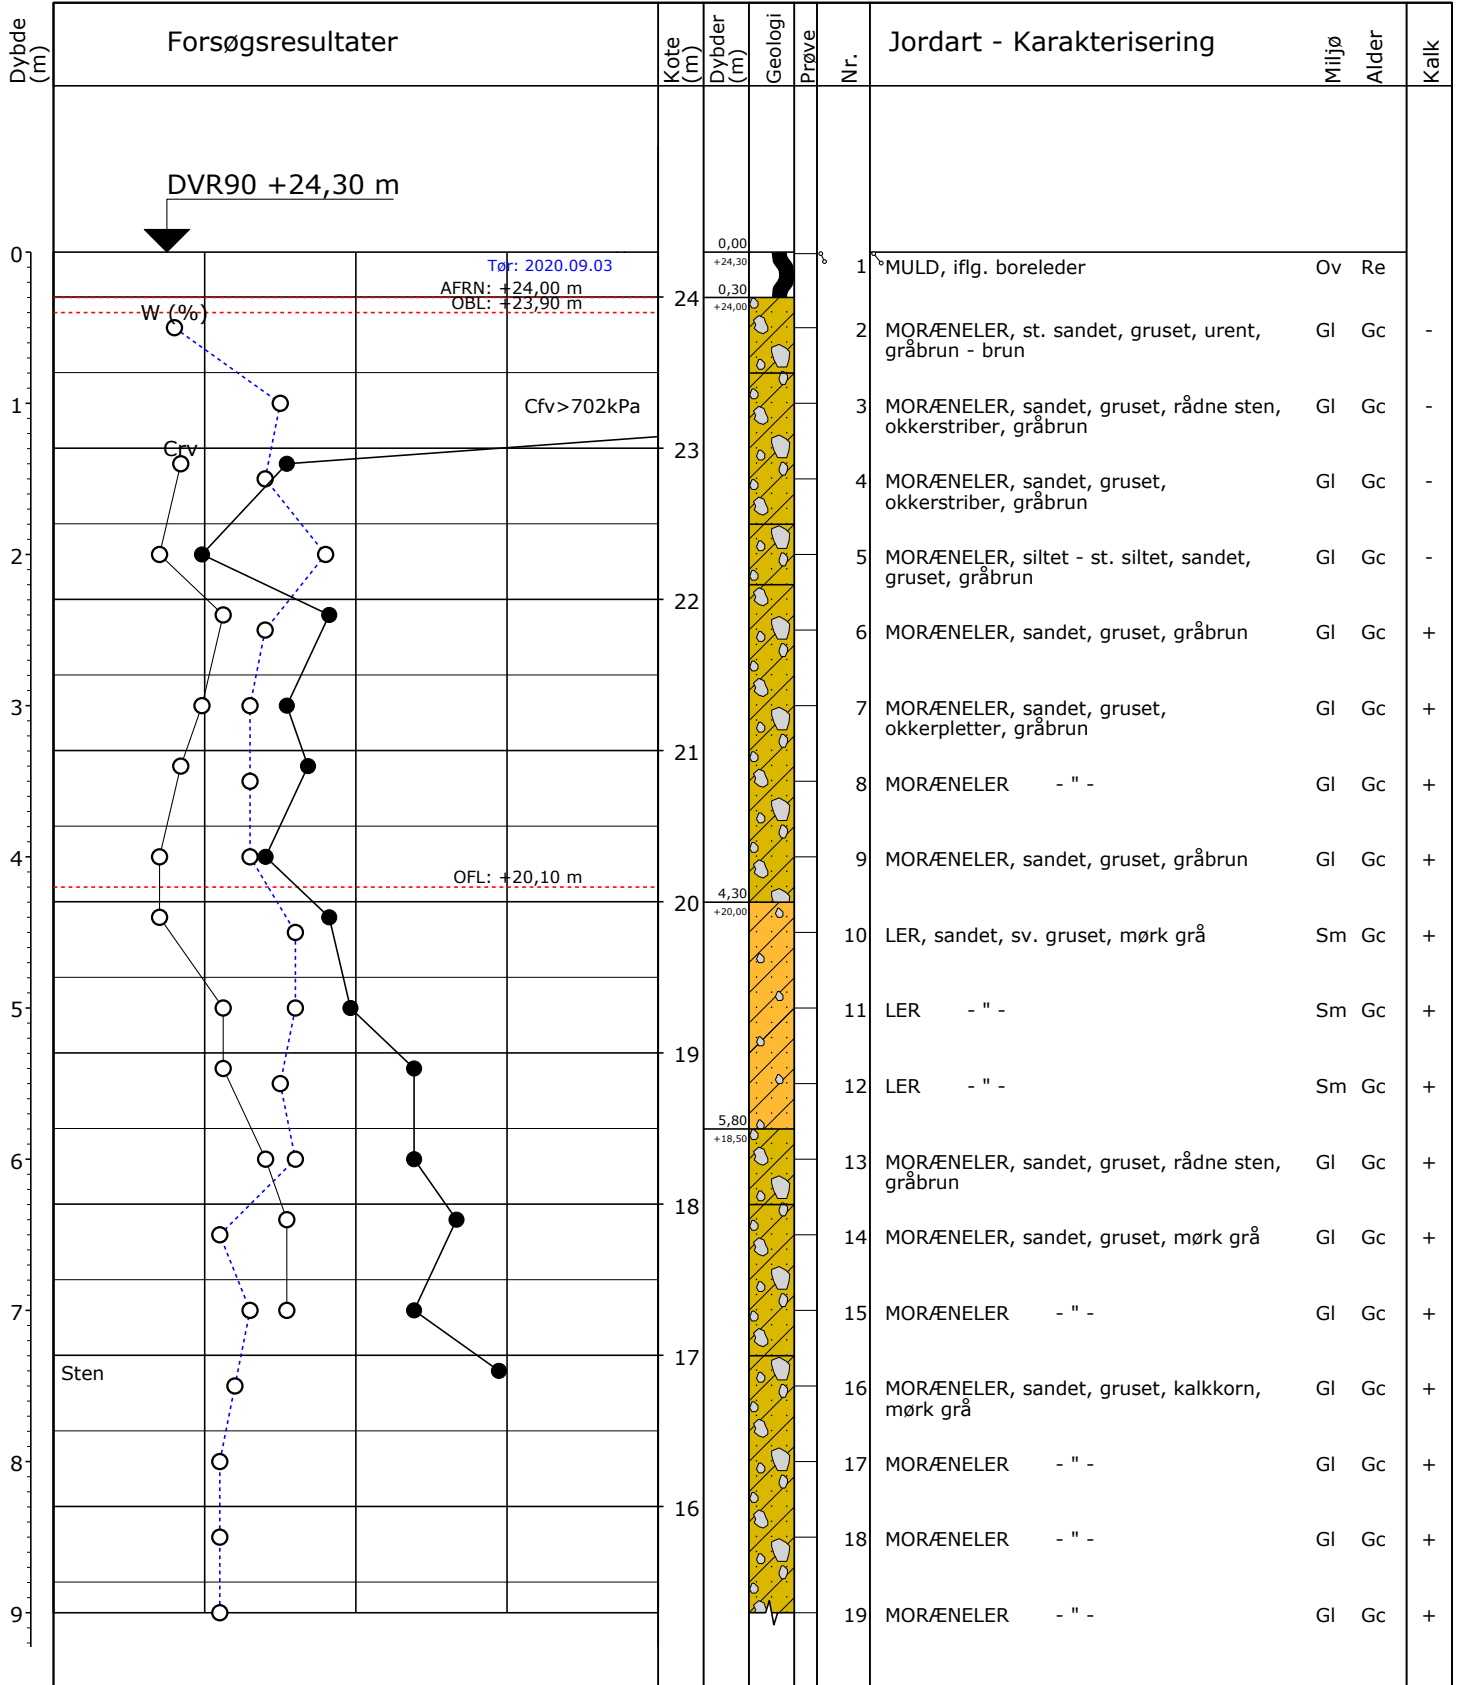 Dybde (m)
Forsøgsresultater
Kote (m)
Dybder (m)
Geologi
Prøve
Nr.
Jordart - Karakterisering
Miljø
Alder
Kalk
DVR90 +24,30 m
0
0,00
+24,30
Tør: 2020.09.03
1 MULD, iflg. boreleder Ov Re
AFRN: +24,00 m
24
0,30
+24,00
OBL: +23,90 m
W (%)
2 MORÆNELER, st. sandet, gruset, urent, Gl Gc -
gråbrun - brun
1
Cfv>702kPa
3 MORÆNELER, sandet, gruset, rådne sten, Gl Gc -
okkerstriber, gråbrun
Crv
23
4 MORÆNELER, sandet, gruset, Gl Gc -
okkerstriber, gråbrun
2
5 MORÆNELER, siltet - st. siltet, sandet, Gl Gc -
gruset, gråbrun
22
6 MORÆNELER, sandet, gruset, gråbrun Gl Gc +
3
7 MORÆNELER, sandet, gruset, Gl Gc +
okkerpletter, gråbrun
21
8 MORÆNELER - " - Gl Gc +
4
9 MORÆNELER, sandet, gruset, gråbrun Gl Gc +
OFL: +20,10 m
4,30
20
+20,00
10 LER, sandet, sv. gruset, mørk grå Sm Gc +
5
11 LER - " - Sm Gc +
19
12 LER - " - Sm Gc +
5,80
+18,50
6
13 MORÆNELER, sandet, gruset, rådne sten, Gl Gc +
gråbrun
18
14 MORÆNELER, sandet, gruset, mørk grå Gl Gc +
7
15 MORÆNELER - " - Gl Gc +
17
Sten
16 MORÆNELER, sandet, gruset, kalkkorn, Gl Gc +
mørk grå
8
17 MORÆNELER - " - Gl Gc +
16
18 MORÆNELER - " - Gl Gc +
9
19 MORÆNELER - " - Gl Gc +